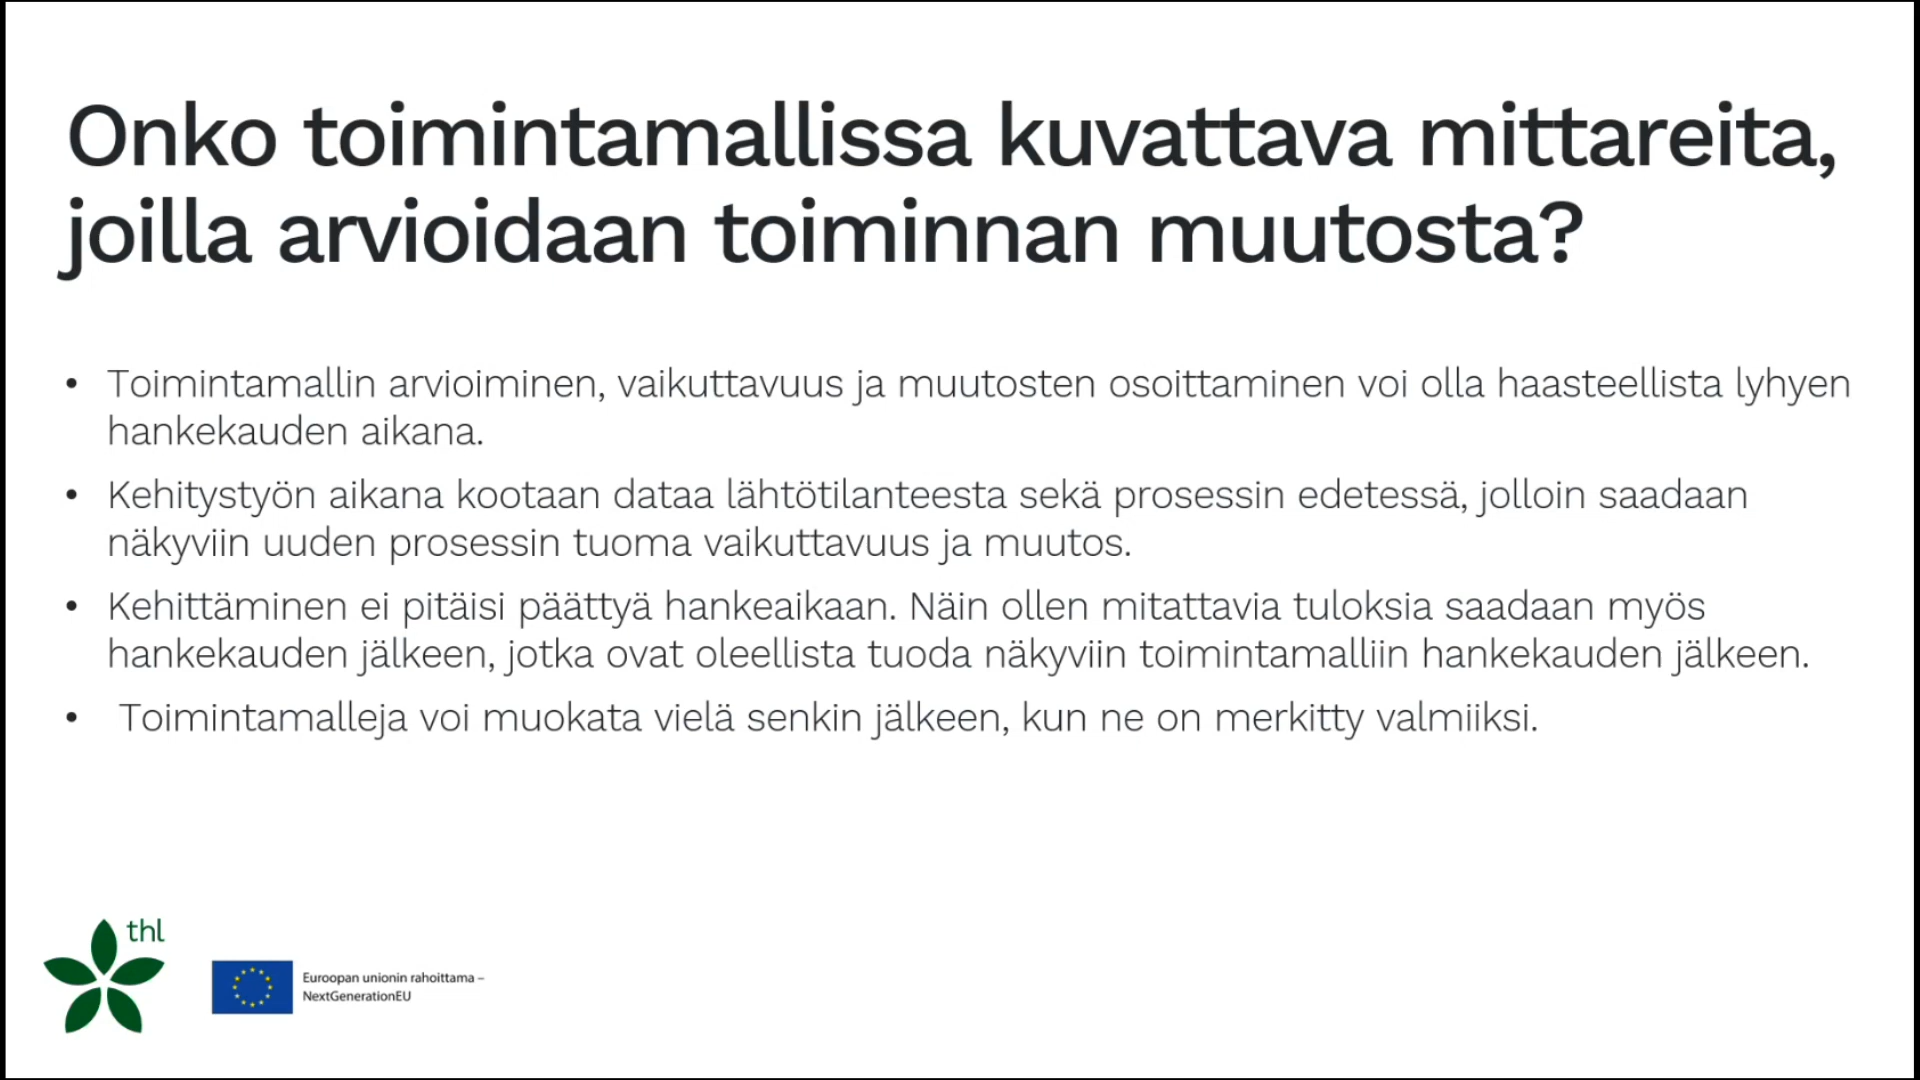 Onko toimintamallissa kuvattava mittareita,
joilla arvioidaan toiminnan muutosta?
• Toimintamallin arvioiminen, vaikuttavuus ja muutosten osoittaminen voi olla haasteellista lyhyen
hankekauden aikana.
• Kehitystyön aikana kootaan dataa lähtötilanteesta sekä prosessin edetessä, jolloin saadaan
näkyviin uuden prosessin tuoma vaikuttavuus ja muutos.
• Kehittäminen ei pitäisi päättyä hankeaikaan. Näin ollen mitattavia tuloksia saadaan myös
hankekauden jälkeen, jotka ovat oleellista tuoda näkyviin toimintamalliin hankekauden jälkeen.
• Toimintamalleja voi muokata vielä senkin jälkeen, kun ne on merkitty valmiiksi.
thl
Euroopan unionin rahoittama –
NextGenerationEU